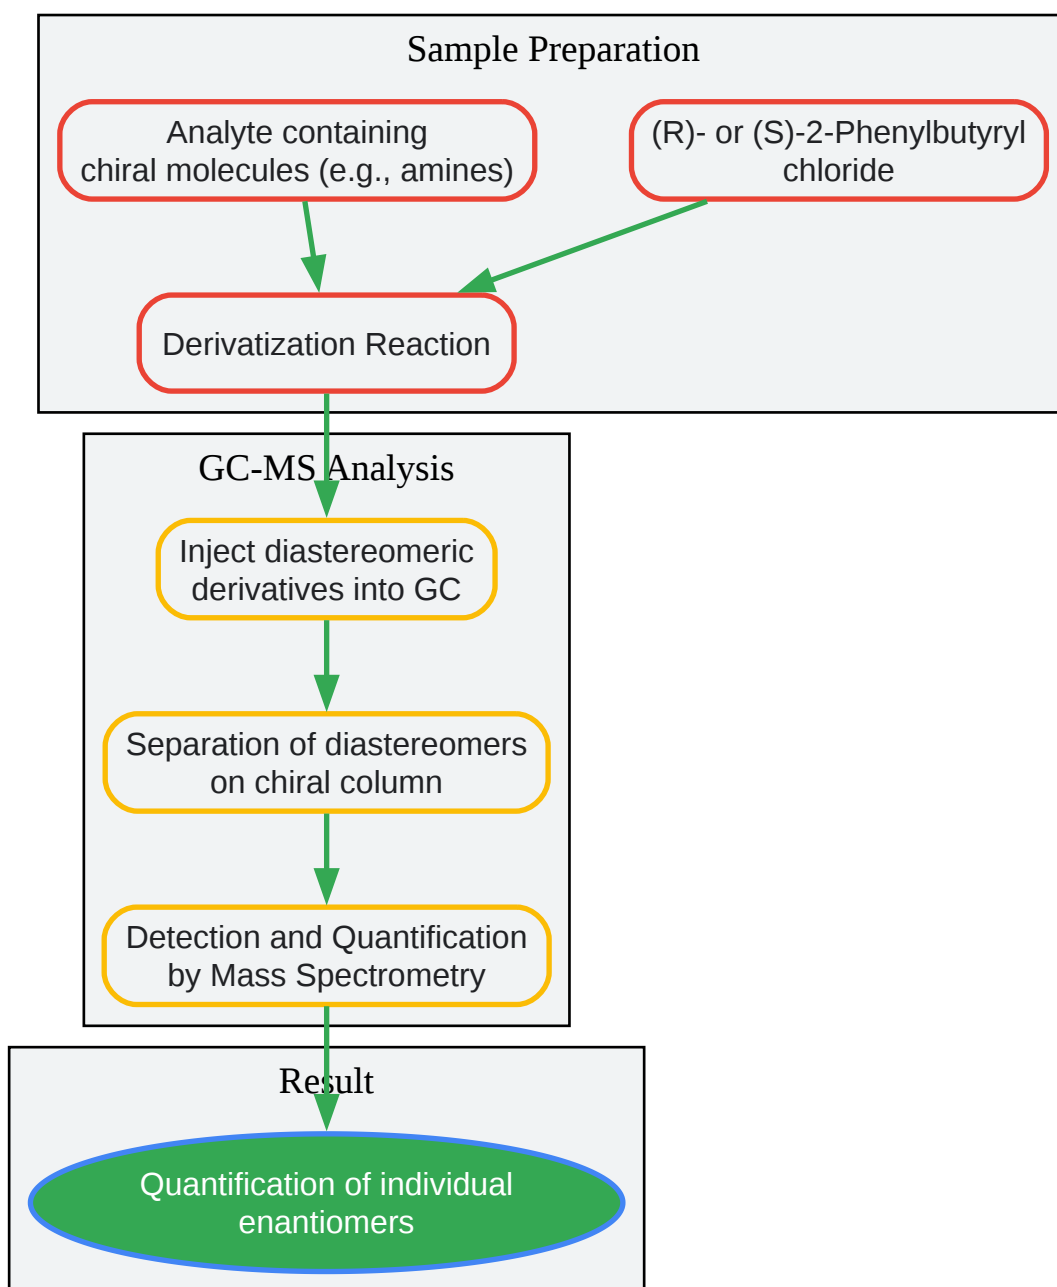 Sample Preparation
Analyte containing
chiral molecules (e.g., amines)
(R)- or (S)-2-Phenylbutyryl
chloride
Derivatization Reaction
GC-MS Analysis
Inject diastereomeric
derivatives into GC
Separation of diastereomers
on chiral column
Detection and Quantification
by Mass Spectrometry
Result
Quantification of individual
enantiomers